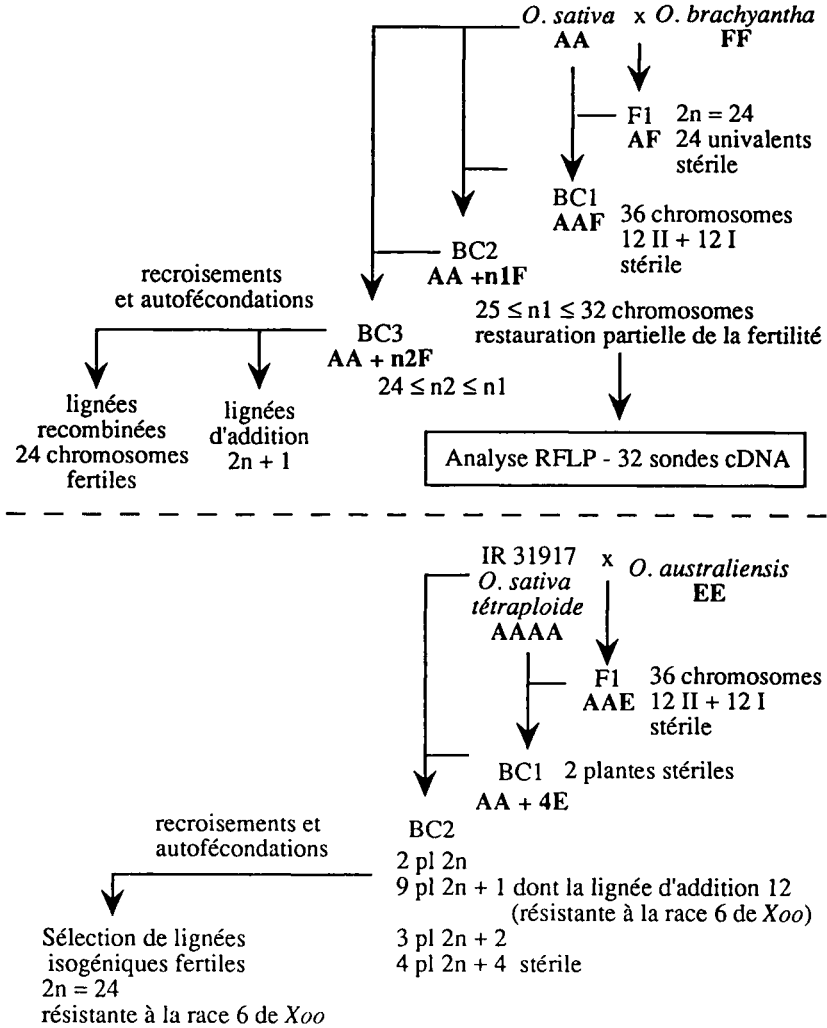 O. sativa x O. brachyantha
AA FF
F1 2n = 24
AF 24 univalents
stérile
BC1
AAF 36 chromosomes
12 II + 12 I
stérile
BC2
AA +n1F
25 ≤ n1 ≤ 32 chromosomes
restauration partielle de la fertilité
recroisements
et autofécondations
BC3
AA + n2F
24 ≤ n2 ≤ n1
lignées
recombinées
24 chromosomes
fertiles
lignées
d'addition
2n + 1
Analyse RFLP - 32 sondes cDNA
IR 31917 x O. australiensis
O. sativa EE
tétraploide
AAAA
F1 36 chromosomes
AAE 12 II + 12 I
stérile
BC1 2 plantes stériles
AA + 4E
recroisements et
autofécondations
BC2
2 pl 2n
9 pl 2n + 1 dont la lignée d'addition 12
(résistante à la race 6 de Xoo)
3 pl 2n + 2
4 pl 2n + 4 stérile
Sélection de lignées
isogéniques fertiles
2n = 24
résistante à la race 6 de Xoo